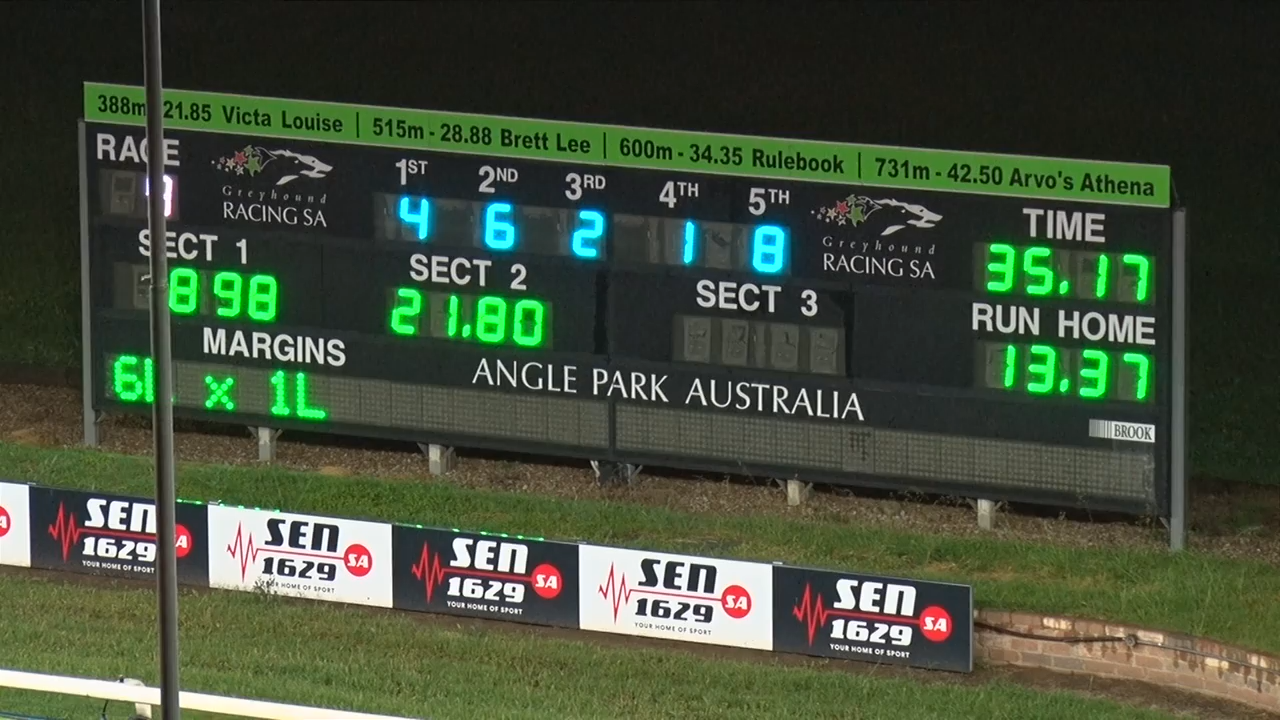 388m 21.85 Victa Louise | 515m - 28.88 Brett Lee | 600m - 34.35 Rulebook | 731m - 42.50 Arvo's Athena
RACE
Greyhound
RACING SA
1ST 2ND 3RD 4TH 5TH
4 6 2 1 8
Greyhound
RACING SA
TIME
35.17
SECT 1
8 98
SECT 2
21.80
SECT 3
RUN HOME
13.37
MARGINS
6L x 1L
ANGLE PARK AUSTRALIA
BROOK
SEN
1629
SA
YOUR HOME OF SPORT
SEN
1629
SA
YOUR HOME OF SPORT
SEN
1629
SA
YOUR HOME OF SPORT
SEN
1629
SA
YOUR HOME OF SPORT
SEN
1629
SA
YOUR HOME OF SPORT